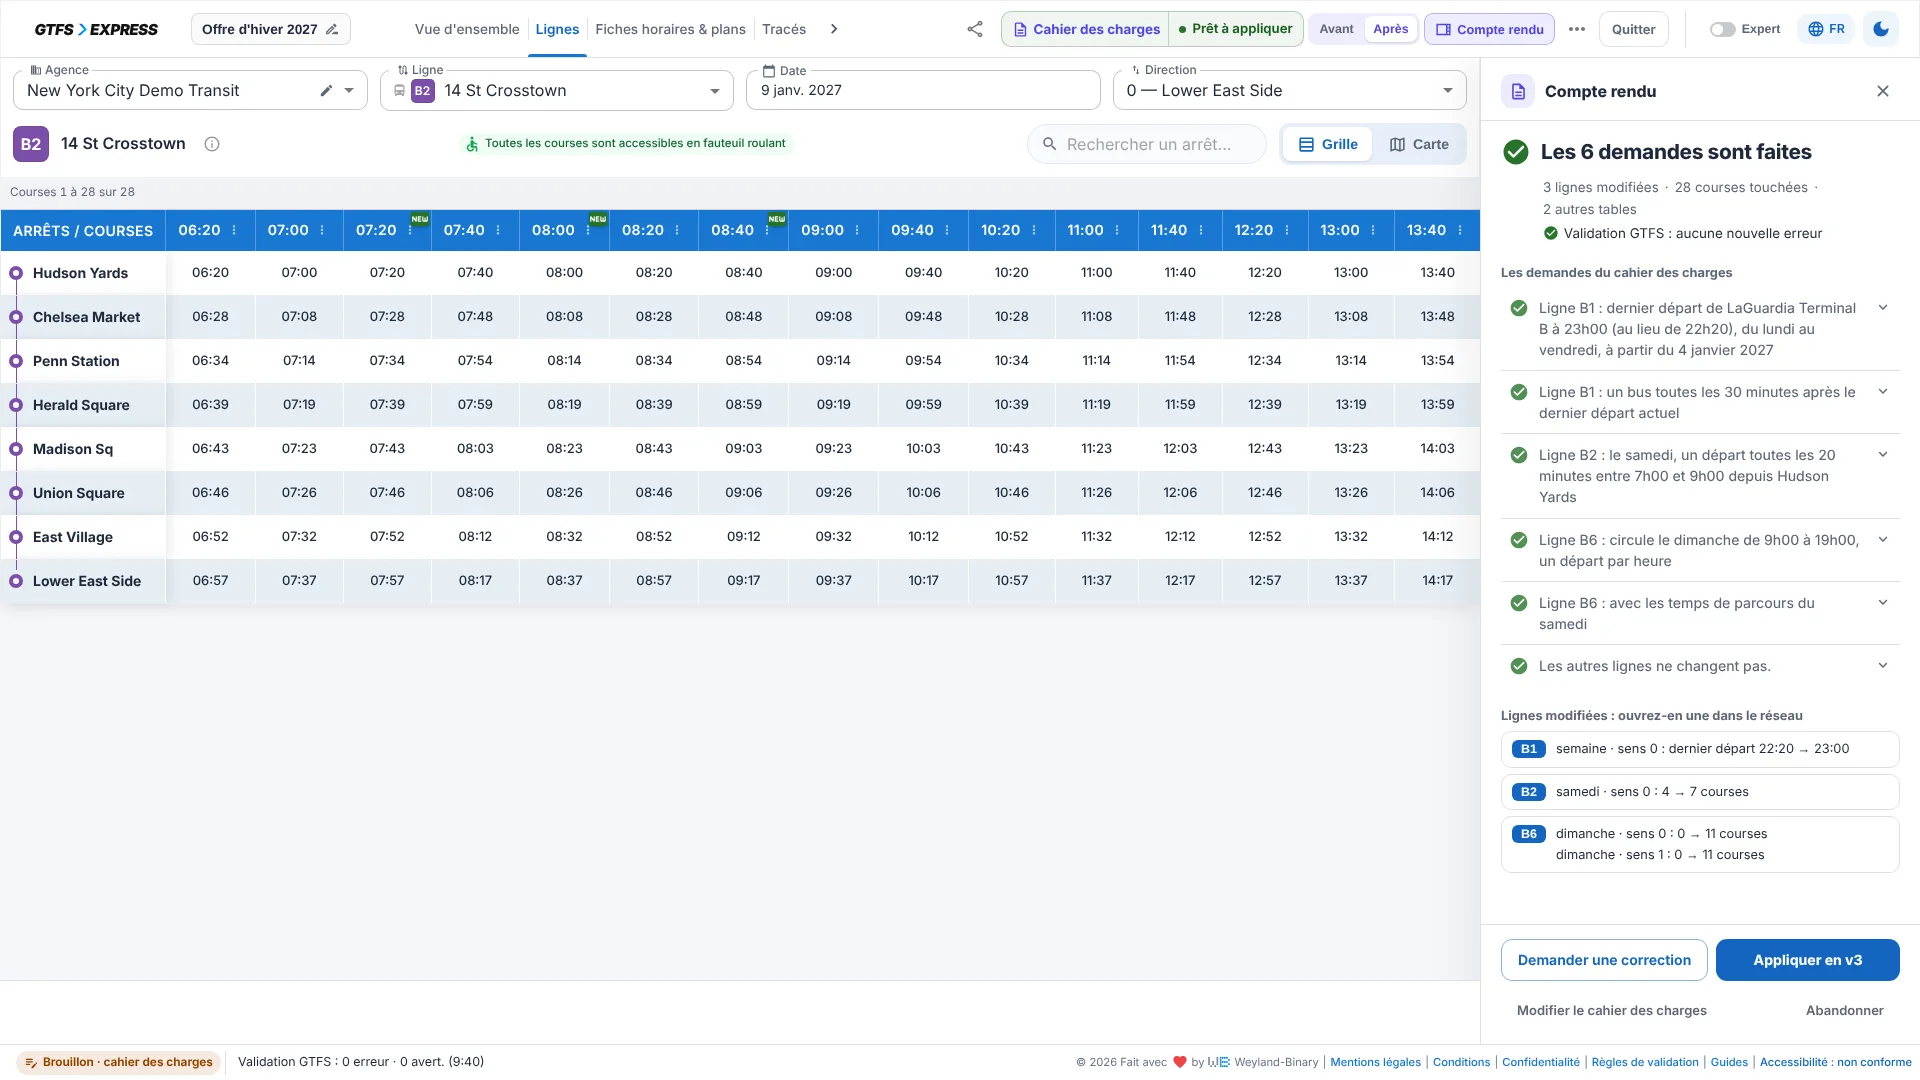 GTFS EXPRESS
Offre d'hiver 2027
Vue d'ensemble
Lignes
Fiches horaires & plans
Tracés
Cahier des charges
Prêt à appliquer
Avant
Après
Compte rendu
Quitter
Expert
FR
Agence
New York City Demo Transit
Ligne
B2 14 St Crosstown
Date
9 janv. 2027
Direction
0 — Lower East Side
B2 14 St Crosstown
Toutes les courses sont accessibles en fauteuil roulant
Rechercher un arrêt...
Grille
Carte
Courses 1 à 28 sur 28
NEW NEW NEW
ARRÊTS / COURSES 06:20 07:00 07:20 07:40 08:00 08:20 08:40 09:00 09:40 10:20 11:00 11:40 12:20 13:00 13:40
Hudson Yards 06:20 07:00 07:20 07:40 08:00 08:20 08:40 09:00 09:40 10:20 11:00 11:40 12:20 13:00 13:40
Chelsea Market 06:28 07:08 07:28 07:48 08:08 08:28 08:48 09:08 09:48 10:28 11:08 11:48 12:28 13:08 13:48
Penn Station 06:34 07:14 07:34 07:54 08:14 08:34 08:54 09:14 09:54 10:34 11:14 11:54 12:34 13:14 13:54
Herald Square 06:39 07:19 07:39 07:59 08:19 08:39 08:59 09:19 09:59 10:39 11:19 11:59 12:39 13:19 13:59
Madison Sq 06:43 07:23 07:43 08:03 08:23 08:43 09:03 09:23 10:03 10:43 11:23 12:03 12:43 13:23 14:03
Union Square 06:46 07:26 07:46 08:06 08:26 08:46 09:06 09:26 10:06 10:46 11:26 12:06 12:46 13:26 14:06
East Village 06:52 07:32 07:52 08:12 08:32 08:52 09:12 09:32 10:12 10:52 11:32 12:12 12:52 13:32 14:12
Lower East Side 06:57 07:37 07:57 08:17 08:37 08:57 09:17 09:37 10:17 10:57 11:37 12:17 12:57 13:37 14:17
Compte rendu
Les 6 demandes sont faites
3 lignes modifiées · 28 courses touchées ·
2 autres tables
Validation GTFS : aucune nouvelle erreur
Les demandes du cahier des charges
Ligne B1 : dernier départ de LaGuardia Terminal
B à 23h00 (au lieu de 22h20), du lundi au
vendredi, à partir du 4 janvier 2027
Ligne B1 : un bus toutes les 30 minutes après le
dernier départ actuel
Ligne B2 : le samedi, un départ toutes les 20
minutes entre 7h00 et 9h00 depuis Hudson
Yards
Ligne B6 : circule le dimanche de 9h00 à 19h00,
un départ par heure
Ligne B6 : avec les temps de parcours du
samedi
Les autres lignes ne changent pas.
Lignes modifiées : ouvrez-en une dans le réseau
B1 semaine · sens 0 : dernier départ 22:20 → 23:00
B2 samedi · sens 0 : 4 → 7 courses
B6 dimanche · sens 0 : 0 → 11 courses
dimanche · sens 1 : 0 → 11 courses
Demander une correction
Appliquer en v3
Modifier le cahier des charges
Abandonner
Brouillon · cahier des charges
Validation GTFS : 0 erreur · 0 avert. (9:40)
© 2026 Fait avec ❤ by Weyland-Binary | Mentions légales | Conditions | Confidentialité | Règles de validation | Guides | Accessibilité : non conforme